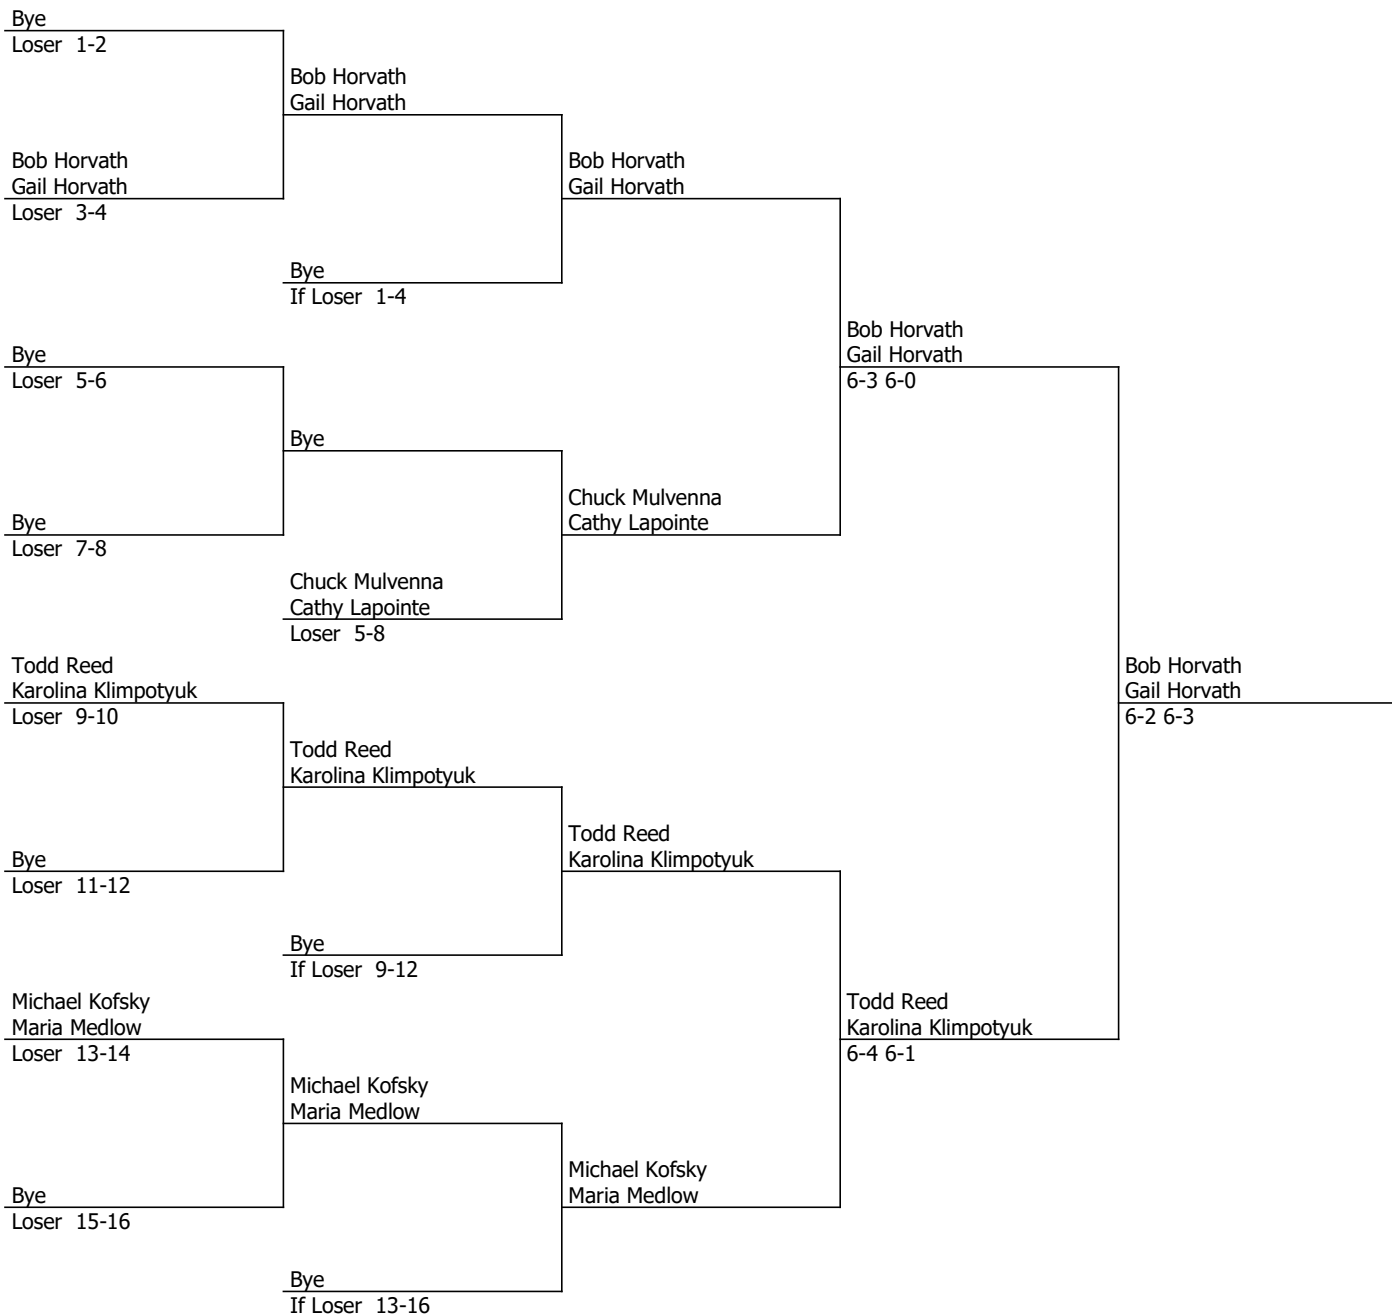 Bye
Loser 1-2
Bob Horvath
Gail Horvath
Bob Horvath
Gail Horvath
Loser 3-4
Bob Horvath
Gail Horvath
Bye
If Loser 1-4
Bob Horvath
Gail Horvath
6-3 6-0
Bye
Loser 5-6
Bye
Chuck Mulvenna
Cathy Lapointe
Bye
Loser 7-8
Chuck Mulvenna
Cathy Lapointe
Loser 5-8
Todd Reed
Karolina Klimpotyuk
Loser 9-10
Bob Horvath
Gail Horvath
6-2 6-3
Todd Reed
Karolina Klimpotyuk
Todd Reed
Karolina Klimpotyuk
Bye
Loser 11-12
Bye
If Loser 9-12
Michael Kofsky
Maria Medlow
Loser 13-14
Todd Reed
Karolina Klimpotyuk
6-4 6-1
Michael Kofsky
Maria Medlow
Michael Kofsky
Maria Medlow
Bye
Loser 15-16
Bye
If Loser 13-16